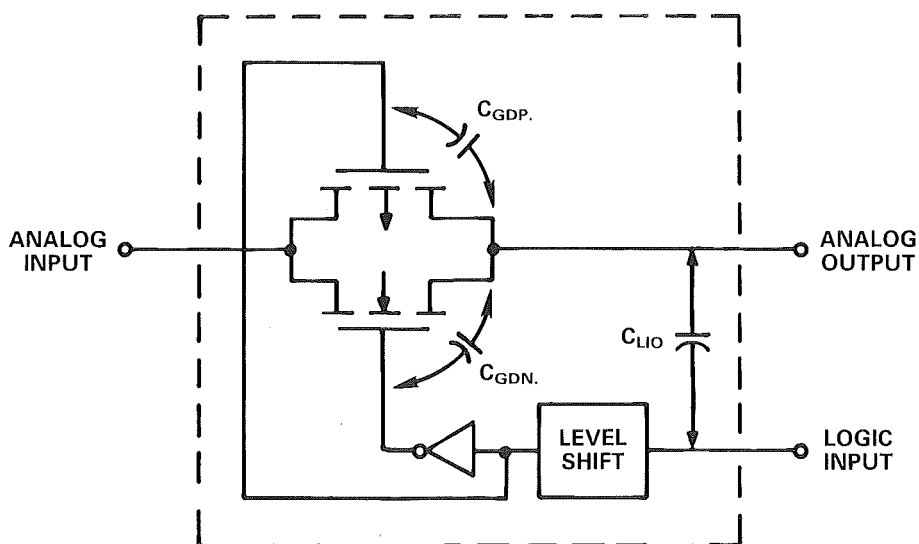 C_GDP.
ANALOG
INPUT
ANALOG
OUTPUT
C_LIO
C_GDN.
LEVEL
SHIFT
LOGIC
INPUT